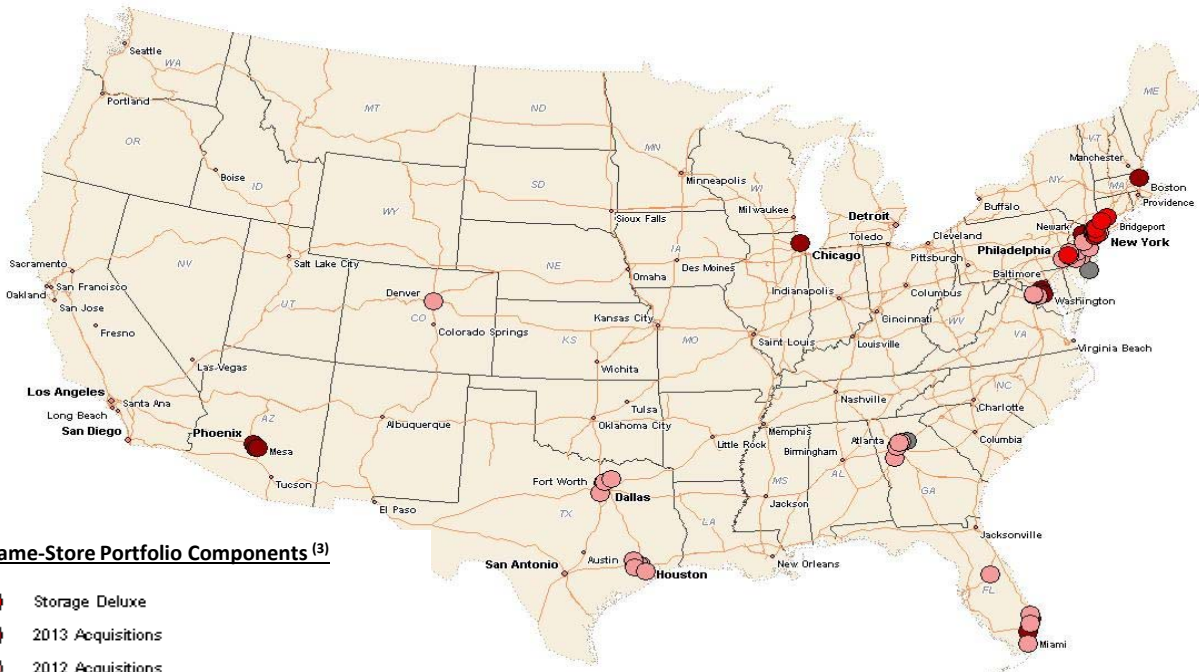 Seattle
WA
Portland
OR
Boise
ID
MT
ND
MN
Minneapolis
WI
SD
Sioux Falls
WY
Milwaukee
Detroit
Toledo
Chicago
Buffalo
NY
VT
ME
Manchester
MA
Boston
Providence
Bridgeport
Newark
New York
Cleveland
Philadelphia
Pittsburgh
Baltimore
Washington
Sacramento
San Francisco
Oakland
San Jose
Fresno
NV
Salt Lake City
UT
Denver
CO
Colorado Springs
NE
IA
Omaha
Des Moines
Kansas City
KS
MO
Wichita
Saint Louis
Indianapolis
Columbus
Cincinnati
Louisville
WV
VA
Virginia Beach
Las Vegas
Los Angeles
Santa Ana
Long Beach
San Diego
AZ
Phoenix
Mesa
Tucson
Albuquerque
El Paso
Tulsa
Oklahoma City
Little Rock
Memphis
Nashville
NC
Charlotte
Columbia
Atlanta
Birmingham
MS
AL
GA
Jackson
Fort Worth
Dallas
TX
LA
Austin
San Antonio
Houston
New Orleans
Jacksonville
FL
Miami
ame-Store Portfolio Components (3)
Storage Deluxe
2013 Acquisitions
2012 Acquisitions